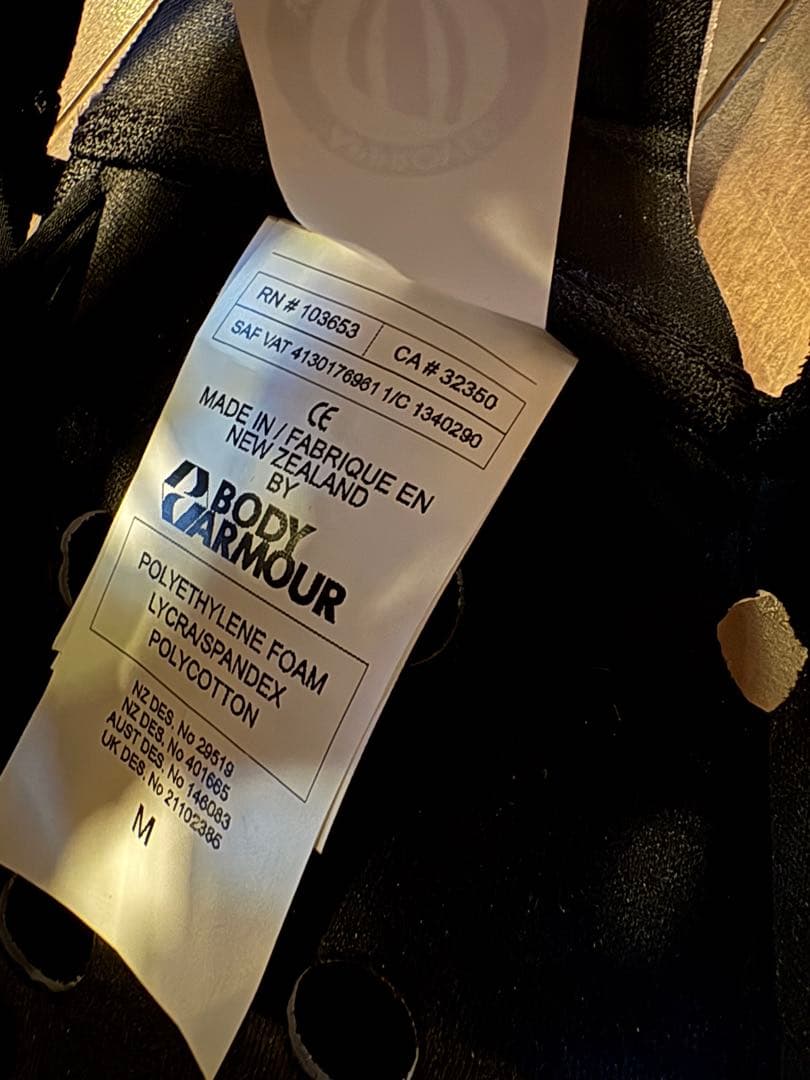 RN # 103653
CA # 32350
SAF VAT 4130176961 1/C 1340290
CE
MADE IN / FABRIQUE EN
NEW ZEALAND
BY
BODY
ARMOUR
POLYETHYLENE FOAM
LYCRA/SPANDEX
POLYCOTTON
NZ DES. No 29519
NZ DES. No 401665
AUST DES. No 146083
UK DES. No 21102386
M